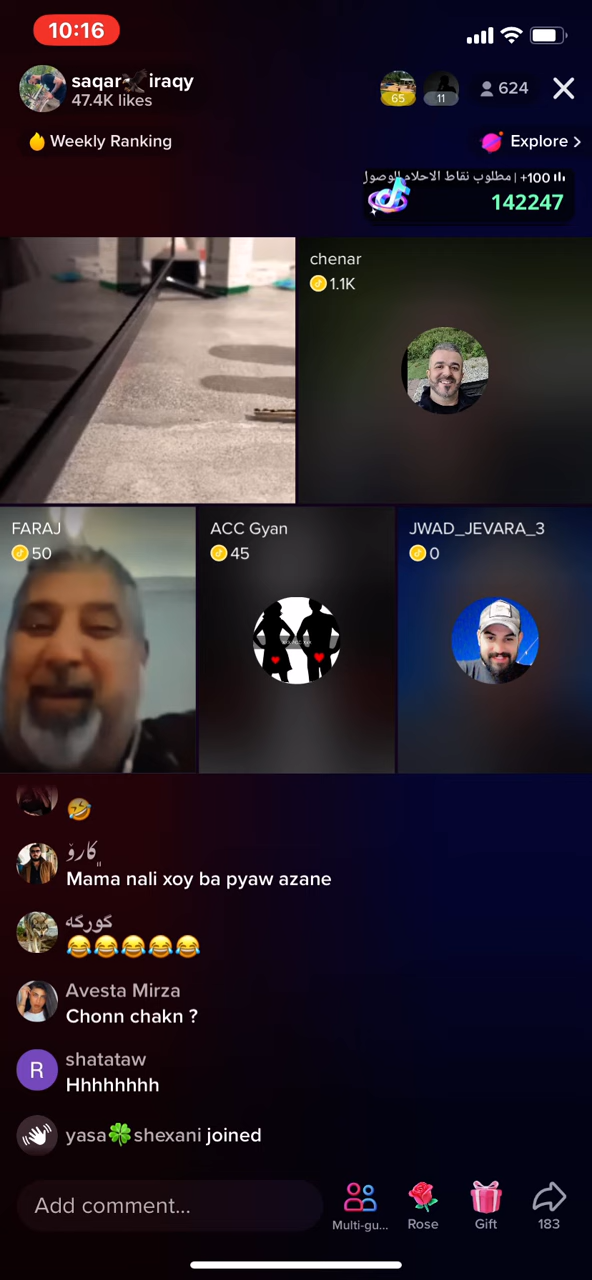 10:16
saqar🦅iraqy
47.4K likes
65
11
624
Weekly Ranking
Explore >
مطلوب نقاط الاحلام | +100
142247
chenar
1.1K
FARAJ
50
ACC Gyan
45
JWAD_JEVARA_3
0
🤣
کارۆ
Mama nali xoy ba pyaw azane
گورگە
😂😂😂😂😂
Avesta Mirza
Chonn chakn ?
R
shatataw
Hhhhhhhh
yasa🍀shexani joined
Add comment...
Multi-gu...
Rose
Gift
183